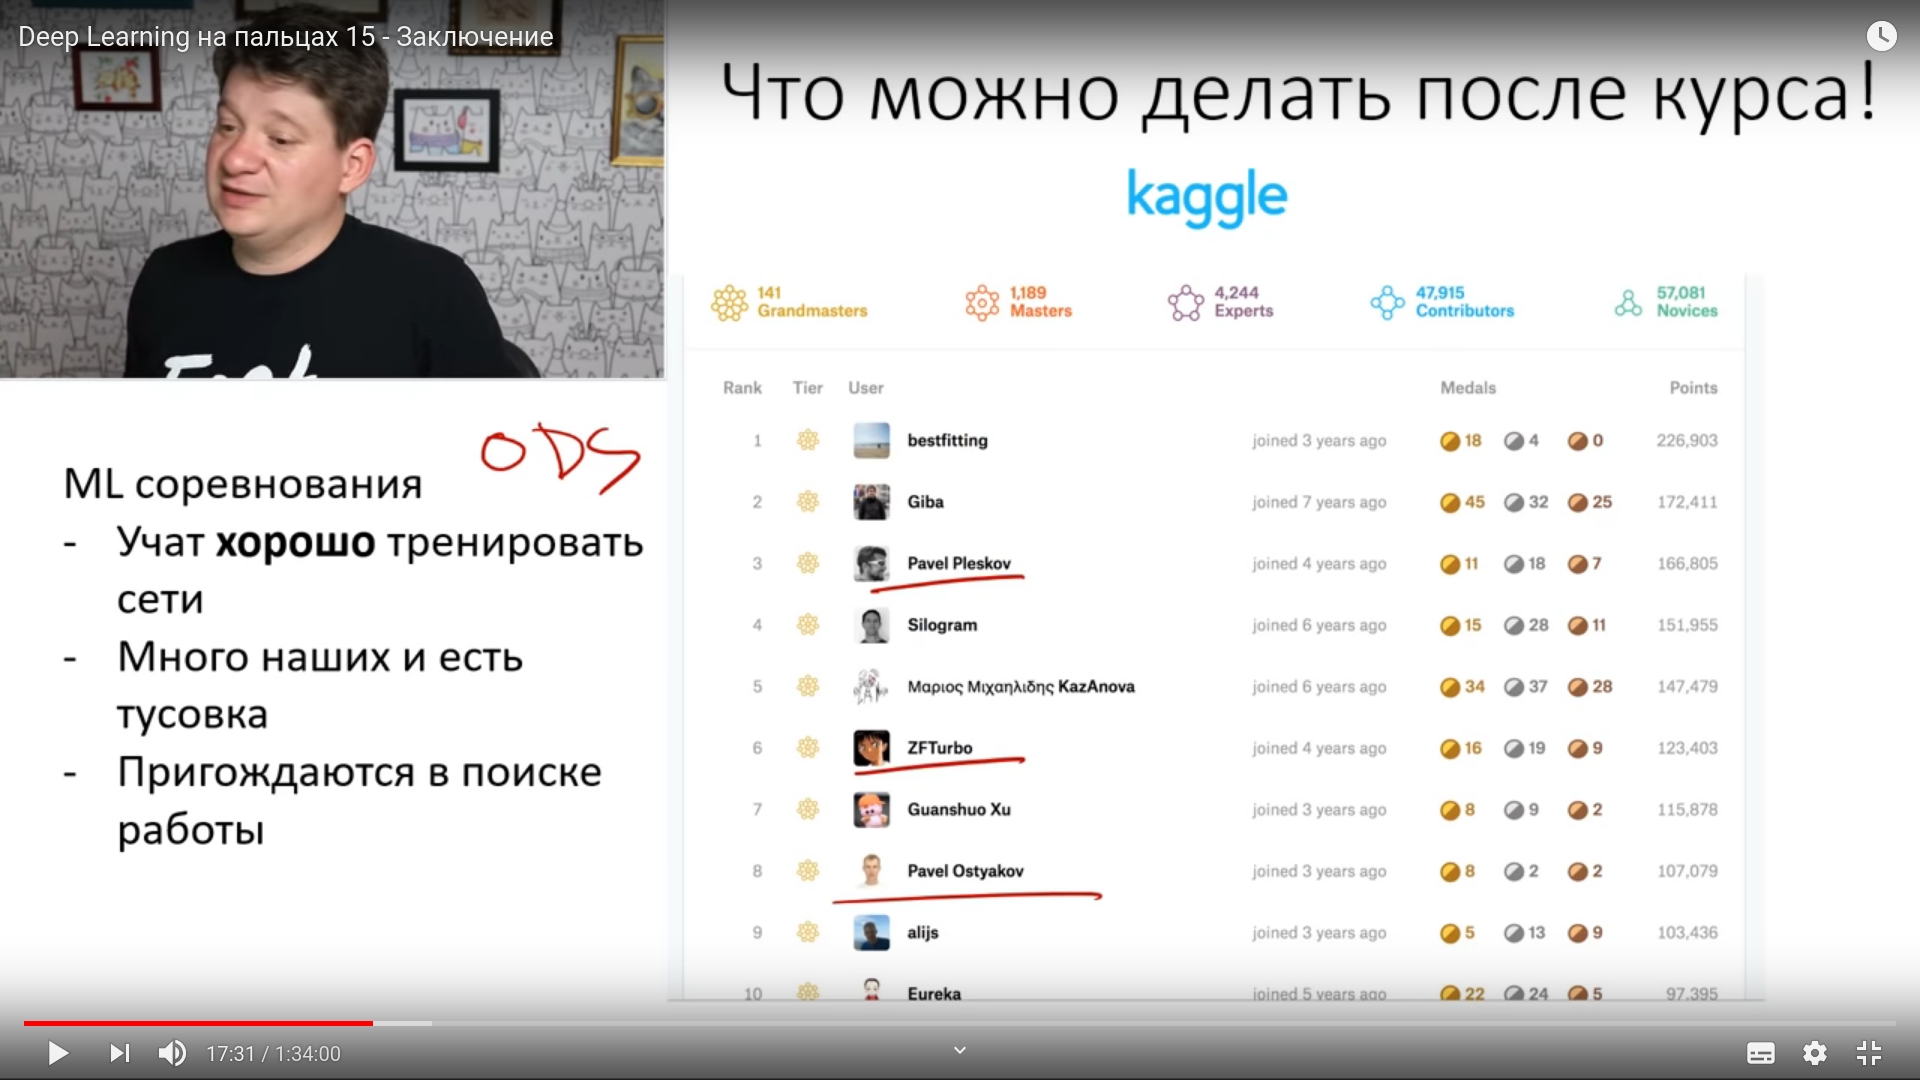 Deep Learning на пальцах 15 - Заключение
Что можно делать после курса!
kaggle
ODS
ML соревнования
- Учат хорошо тренировать
сети
- Много наших и есть
тусовка
- Пригождаются в поиске
работы
141 Grandmasters
1,189 Masters
4,244 Experts
47,915 Contributors
57,081 Novices
Rank Tier User Medals Points
1 bestfitting joined 3 years ago 18 4 0 226,903
2 Giba joined 7 years ago 45 32 25 172,411
3 Pavel Pleskov joined 4 years ago 11 18 7 166,805
4 Silogram joined 6 years ago 15 28 11 151,955
5 Μαριος Μιχαηλιδης KazAnova joined 6 years ago 34 37 28 147,479
6 ZFTurbo joined 4 years ago 16 19 9 123,403
7 Guanshuo Xu joined 3 years ago 8 9 2 115,878
8 Pavel Ostyakov joined 3 years ago 8 2 2 107,079
9 alijs joined 3 years ago 5 13 9 103,436
10 Eureka joined 5 years ago 22 24 5 97,395
17:31 / 1:34:00